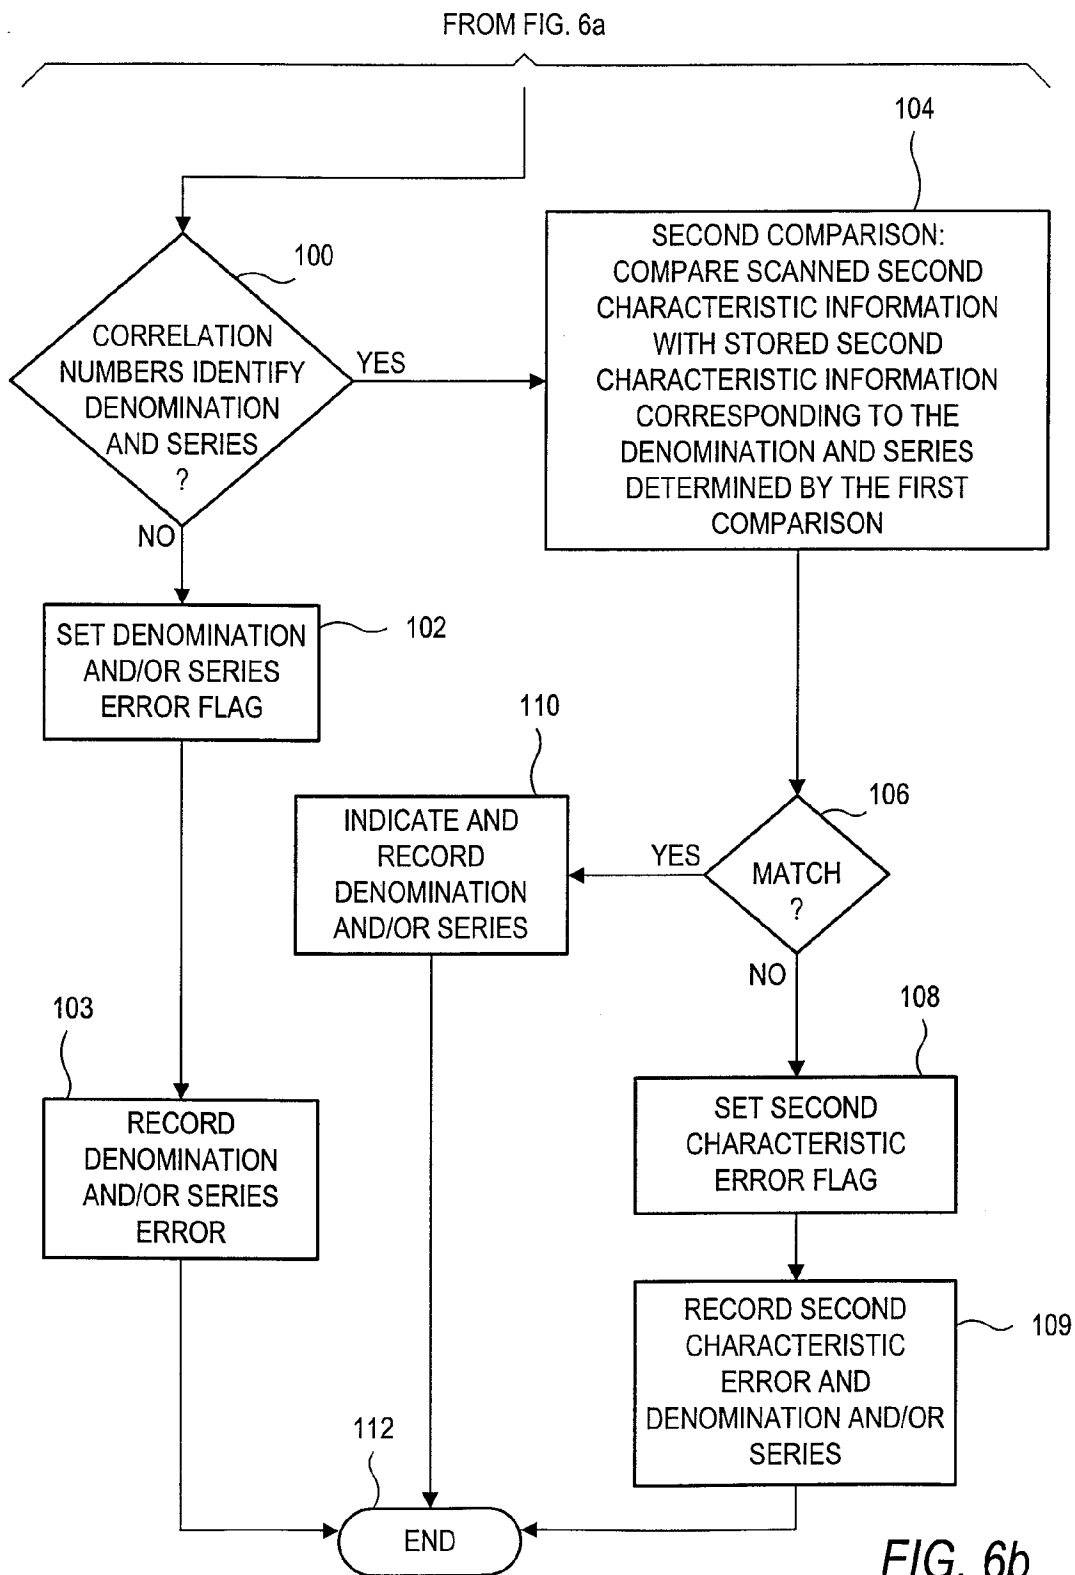 FROM FIG. 6a
104
100
SECOND COMPARISON:
COMPARE SCANNED SECOND
CHARACTERISTIC INFORMATION
WITH STORED SECOND
CHARACTERISTIC INFORMATION
CORRESPONDING TO THE
DENOMINATION AND SERIES
DETERMINED BY THE FIRST
COMPARISON
CORRELATION
NUMBERS IDENTIFY
DENOMINATION
AND SERIES
?
YES
NO
SET DENOMINATION
AND/OR SERIES
ERROR FLAG
102
110
INDICATE AND
RECORD
DENOMINATION
AND/OR SERIES
106
YES
MATCH
?
NO
103
RECORD
DENOMINATION
AND/OR SERIES
ERROR
108
SET SECOND
CHARACTERISTIC
ERROR FLAG
RECORD SECOND
CHARACTERISTIC
ERROR AND
DENOMINATION AND/OR
SERIES
109
112
END
FIG. 6b